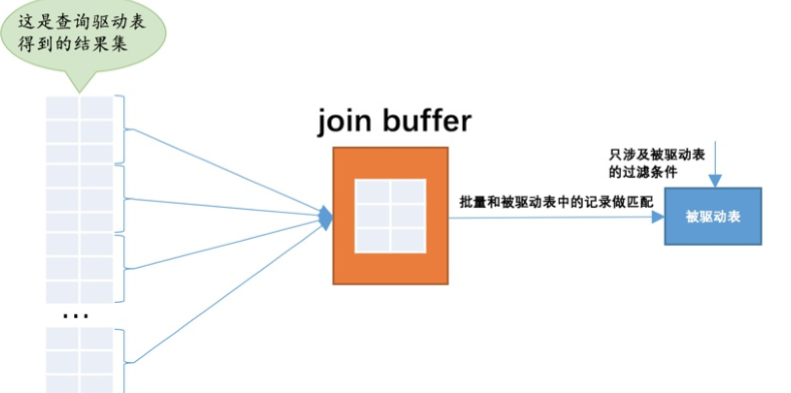 这是查询驱动表
得到的结果集
join buffer
只涉及被驱动表
的过滤条件
批量和被驱动表中的记录做匹配
被驱动表
...